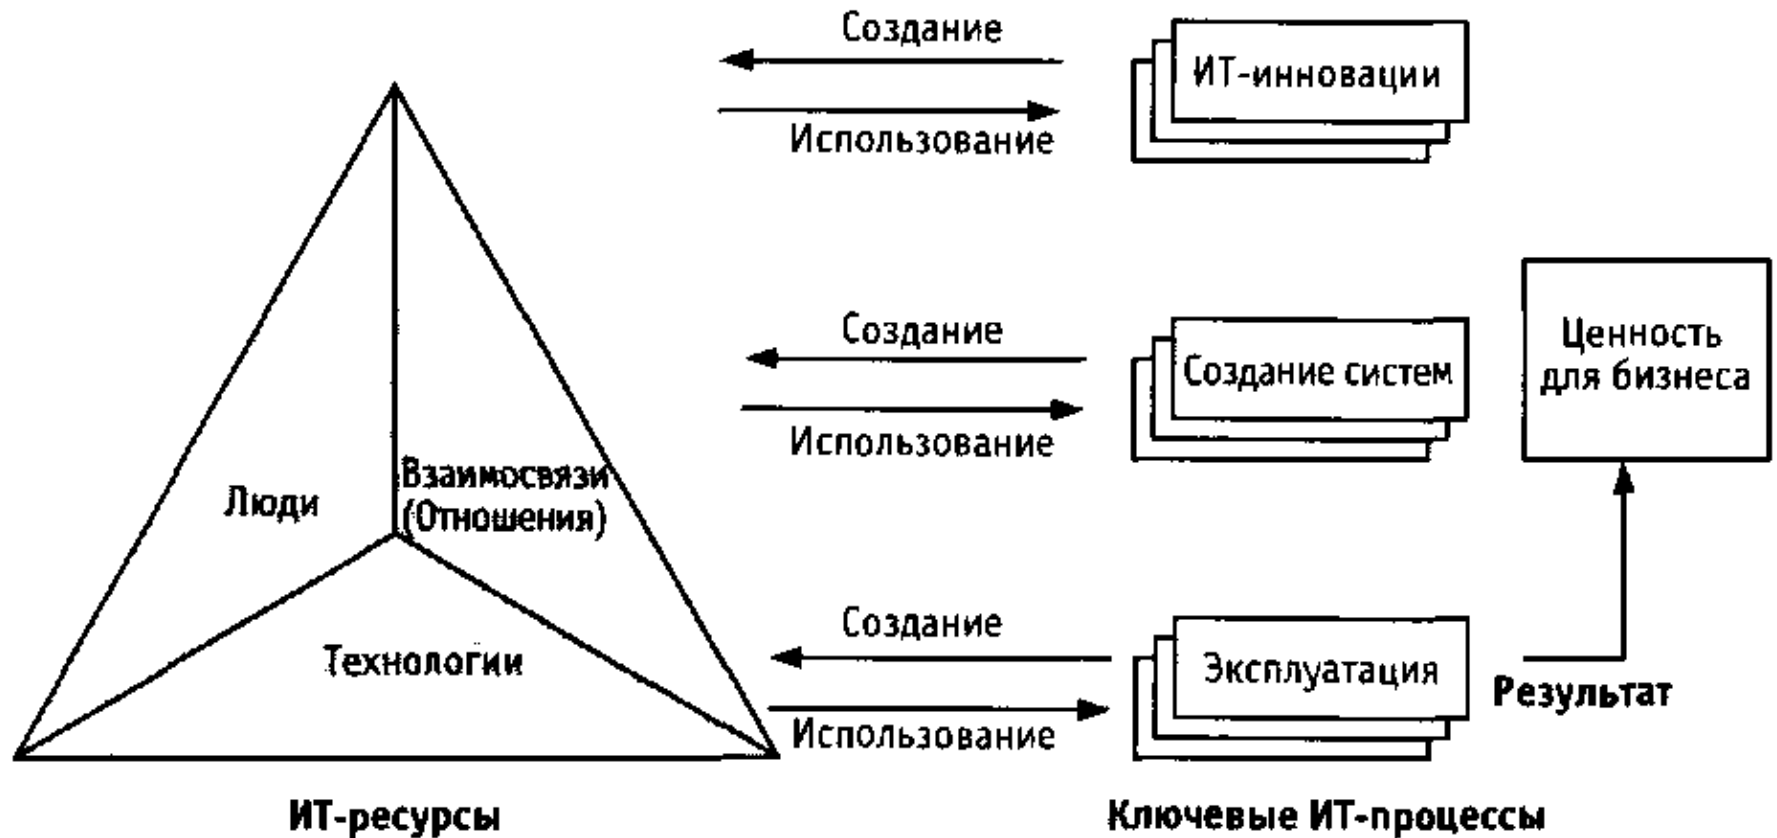 Создание
ИТ-инновации
Использование
Создание
Создание систем
Использование
Ценность
для бизнеса
Люди
Взаимосвязи
(Отношения)
Технологии
Создание
Эксплуатация
Использование
Результат
ИТ-ресурсы
Ключевые ИТ-процессы